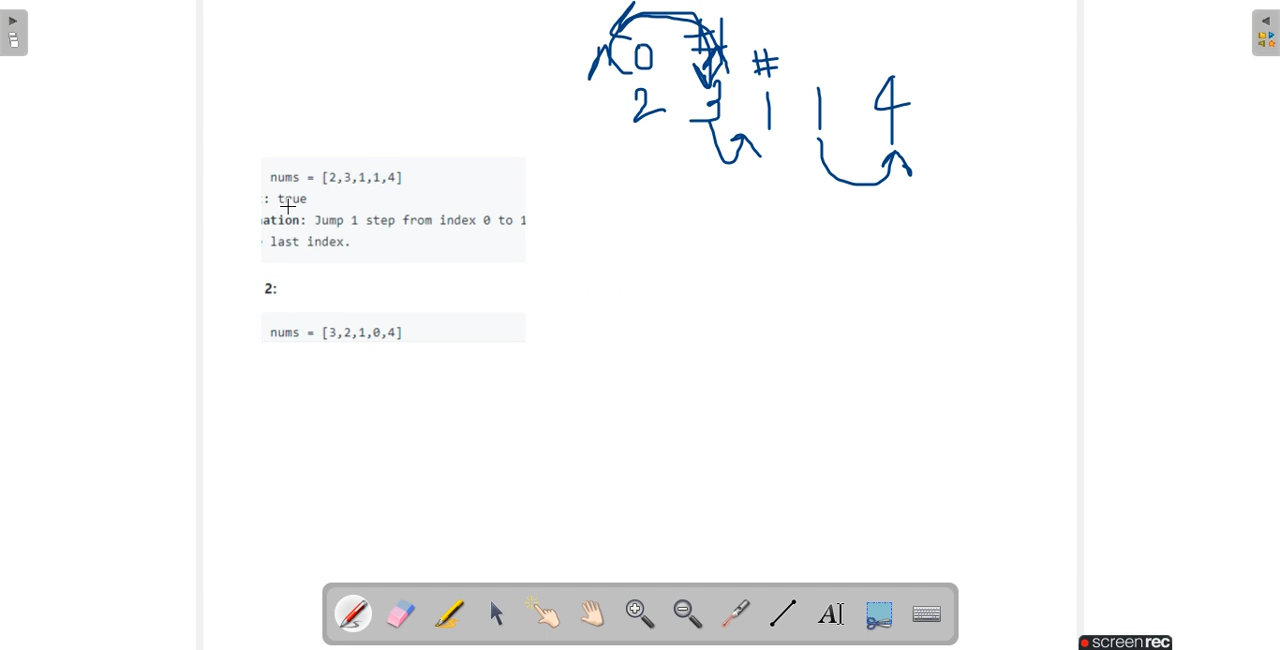 0 #
2 3 1 1 4
nums = [2,3,1,1,4]
: true
ation: Jump 1 step from index 0 to 1
last index.
2:
nums = [3,2,1,0,4]
A
screenrec